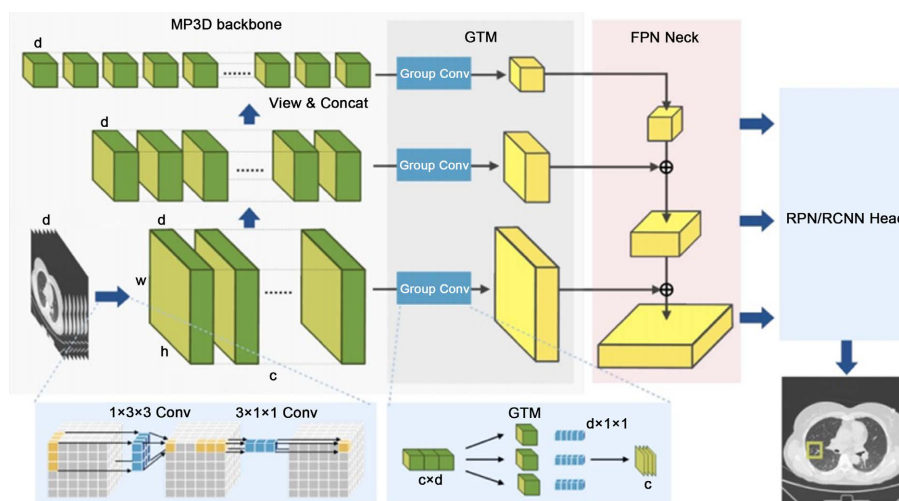 MP3D backbone
GTM
FPN Neck
d
Group Conv
View & Concat
d
Group Conv
RPN/RCNN Head
d
d
w
Group Conv
h
c
1×3×3 Conv
3×1×1 Conv
GTM
d×1×1
c×d
c